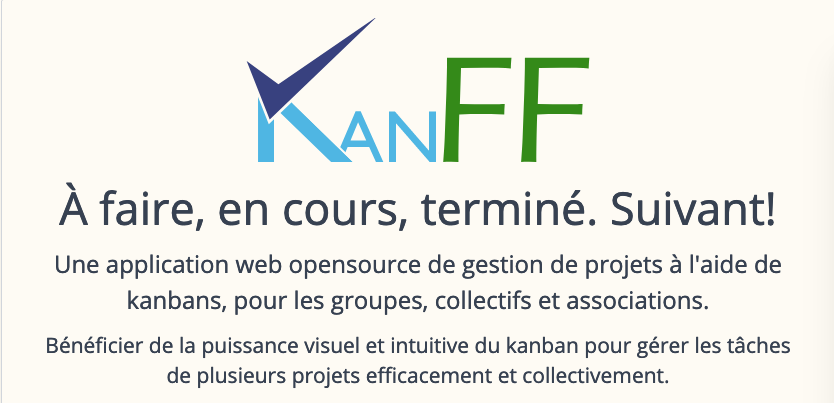 KANFF
À faire, en cours, terminé. Suivant!
Une application web opensource de gestion de projets à l'aide de
kanbans, pour les groupes, collectifs et associations.
Bénéficier de la puissance visuel et intuitive du kanban pour gérer les tâches
de plusieurs projets efficacement et collectivement.